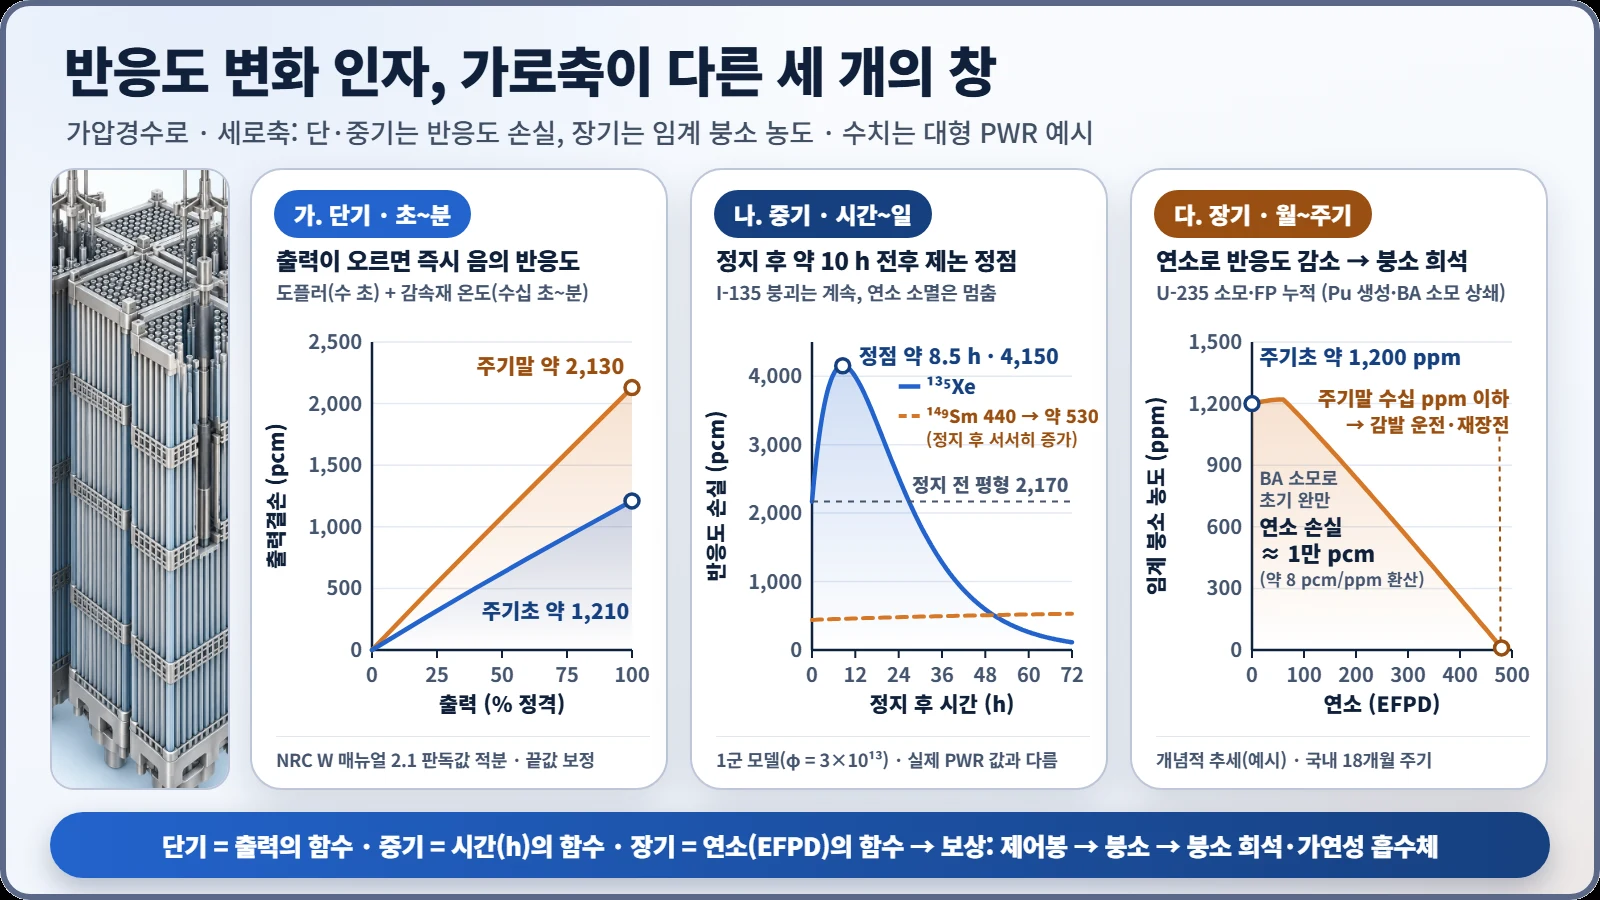 반응도 변화 인자, 가로축이 다른 세 개의 창
가압경수로 · 세로축: 단·중기는 반응도 손실, 장기는 임계 붕소 농도 · 수치는 대형 PWR 예시
가. 단기 · 초~분
출력이 오르면 즉시 음의 반응도
도플러(수 초) + 감속재 온도(수십 초~분)
출력결손 (pcm)
2,500
2,000
1,500
1,000
500
0
주기말 약 2,130
주기초 약 1,210
0 25 50 75 100
출력 (% 정격)
NRC W 매뉴얼 2.1 판독값 적분 · 끝값 보정
나. 중기 · 시간~일
정지 후 약 10 h 전후 제논 정점
I-135 붕괴는 계속, 연소 소멸은 멈춤
반응도 손실 (pcm)
4,000
3,000
2,000
1,000
0
정점 약 8.5 h · 4,150
¹³⁵Xe
¹⁴⁹Sm 440 → 약 530
(정지 후 서서히 증가)
정지 전 평형 2,170
0 12 24 36 48 60 72
정지 후 시간 (h)
1군 모델(φ = 3×10¹³) · 실제 PWR 값과 다름
다. 장기 · 월~주기
연소로 반응도 감소 → 붕소 희석
U-235 소모·FP 누적 (Pu 생성·BA 소모 상쇄)
임계 붕소 농도 (ppm)
1,500
1,200
900
600
300
0
주기초 약 1,200 ppm
주기말 수십 ppm 이하
→ 감발 운전·재장전
BA 소모로
초기 완만
연소 손실
≈ 1만 pcm
(약 8 pcm/ppm 환산)
0 100 200 300 400 500
연소 (EFPD)
개념적 추세(예시) · 국내 18개월 주기
단기 = 출력의 함수 · 중기 = 시간(h)의 함수 · 장기 = 연소(EFPD)의 함수 → 보상: 제어봉 → 붕소 → 붕소 희석·가연성 흡수체